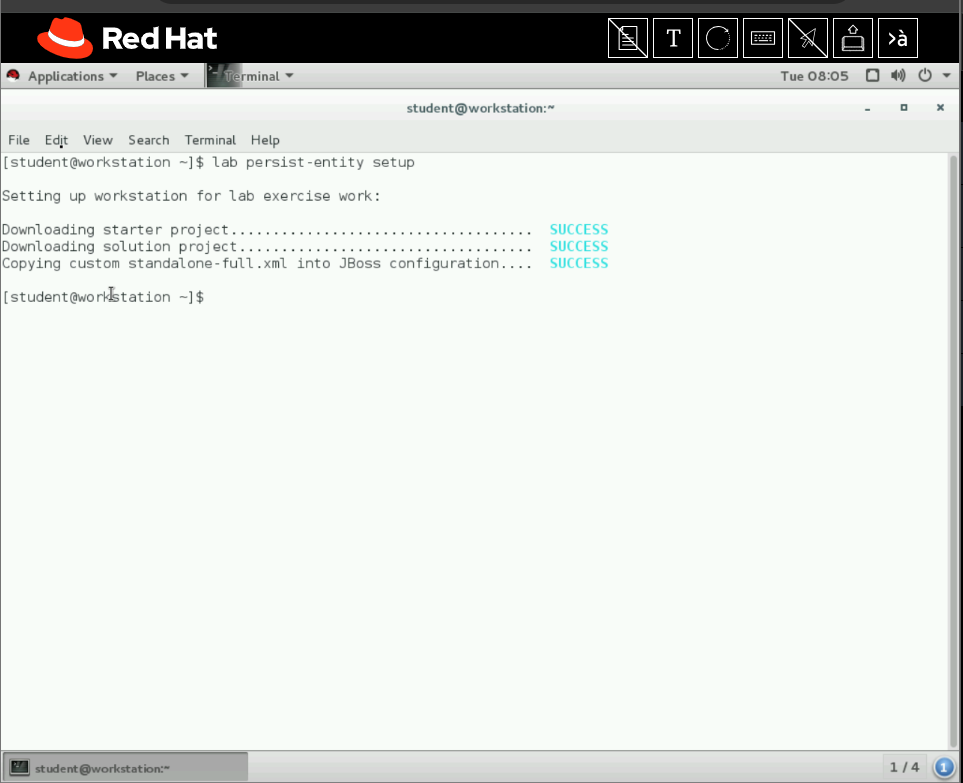 Red Hat
T
>à
Applications Places Terminal Tue 08:05
student@workstation:~
File Edit View Search Terminal Help
[student@workstation ~]$ lab persist-entity setup
Setting up workstation for lab exercise work:
Downloading starter project.................................... SUCCESS
Downloading solution project................................... SUCCESS
Copying custom standalone-full.xml into JBoss configuration.... SUCCESS
[student@workstation ~]$
student@workstation:~ 1 / 4 1